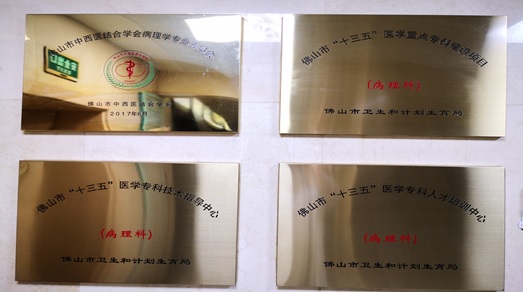 佛山市中西医结合学会病理学专业委员会
佛山市中西医结合学会
2017年6月
佛山市“十三五”医学重点专科建设项目
(病理科)
佛山市卫生和计划生育局
佛山市“十三五”医学专科技术指导中心
(病理科)
佛山市卫生和计划生育局
佛山市“十三五”医学专科人才培训中心
(病理科)
佛山市卫生和计划生育局